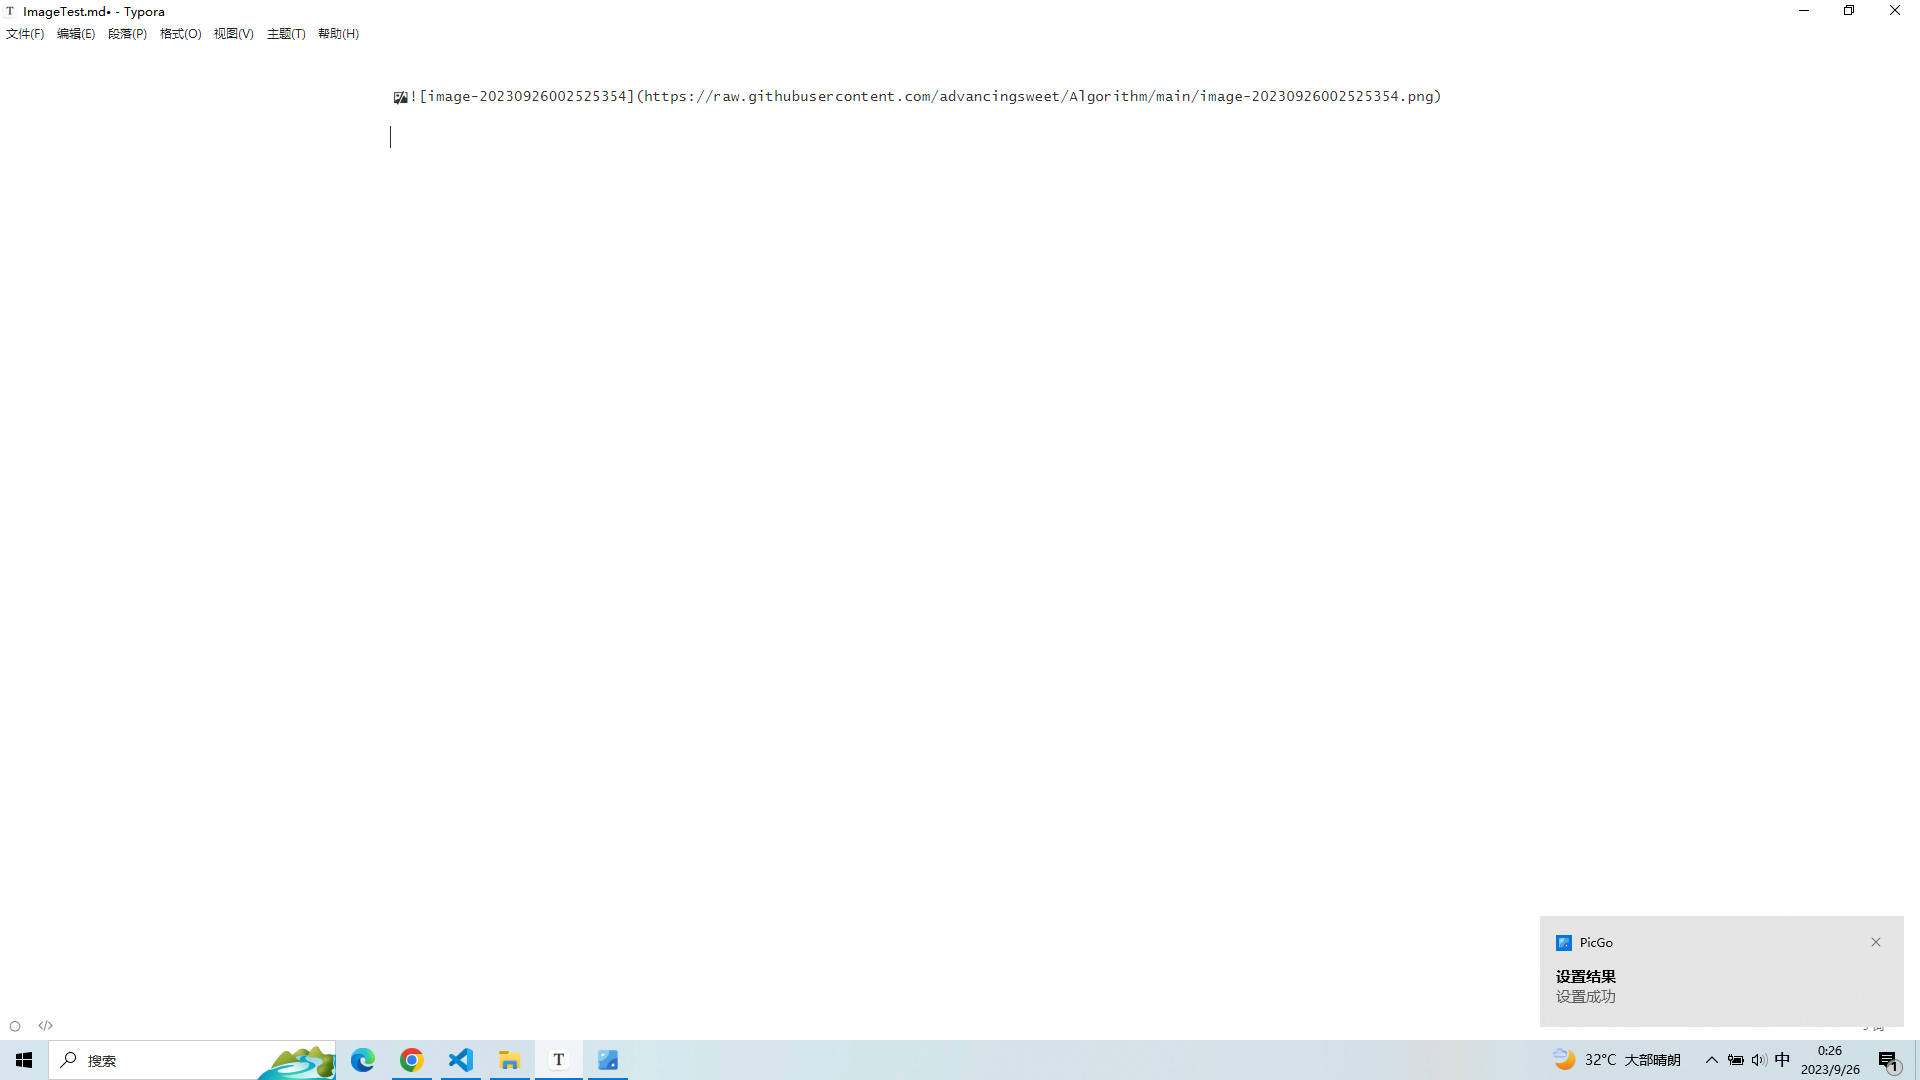 T ImageTest.md• - Typora
文件(F) 编辑(E) 段落(P) 格式(O) 视图(V) 主题(T) 帮助(H)
![image-20230926002525354](https://raw.githubusercontent.com/advancingsweet/Algorithm/main/image-20230926002525354.png)
PicGo
设置结果
设置成功
</>
搜索
T
32°C 大部晴朗
中
0:26
2023/9/26
1